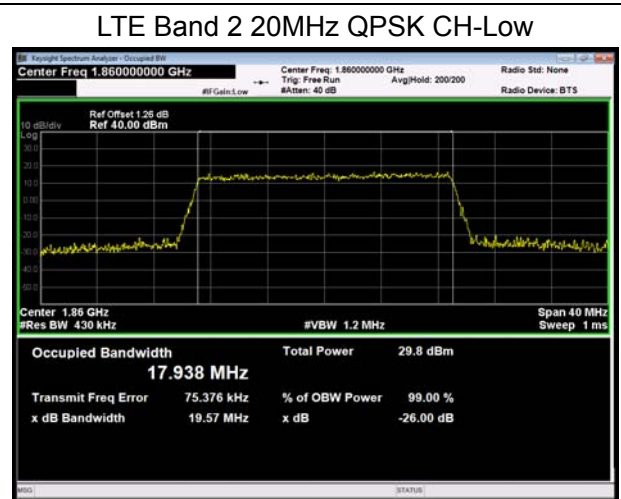 LTE Band 2 20MHz QPSK CH-Low
Keysight Spectrum Analyzer - Occupied BW
Center Freq 1.860000000 GHz
#IFGain:Low
Center Freq: 1.860000000 GHz
Trig: Free Run Avg|Hold: 200/200
#Atten: 40 dB
Radio Std: None
Radio Device: BTS
Ref Offset 1.26 dB
10 dB/div Ref 40.00 dBm
Log
30.0
20.0
10.0
0.00
-10.0
-20.0
-30.0
-40.0
-50.0
Center 1.86 GHz Span 40 MHz
#Res BW 430 kHz #VBW 1.2 MHz Sweep 1 ms
Occupied Bandwidth Total Power 29.8 dBm
17.938 MHz
Transmit Freq Error 75.376 kHz % of OBW Power 99.00 %
x dB Bandwidth 19.57 MHz x dB -26.00 dB
MSG STATUS